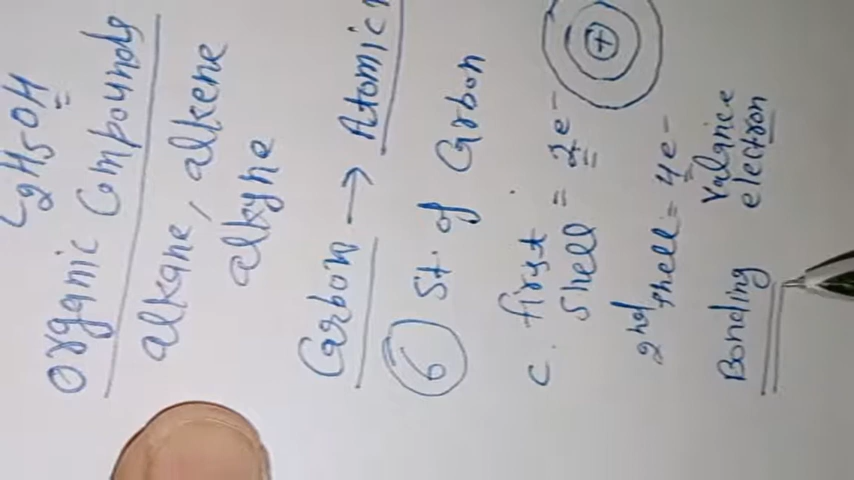 C2H5OH
Organic Compounds
alkane, alkene
alkyne
Carbon → Atomic
6 St. of Carbon
C. first shell = 2e-
2nd shell = 4e-
Valance electron
Bonding
+